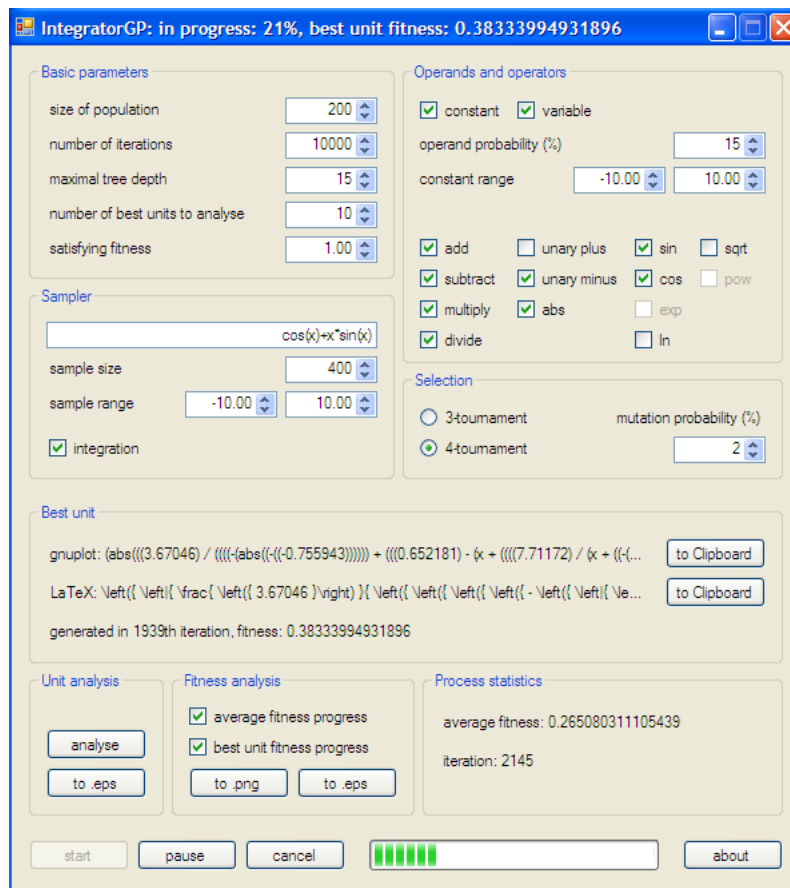 IntegratorGP: in progress: 21%, best unit fitness: 0.38333994931896
Basic parameters
size of population 200
number of iterations 10000
maximal tree depth 15
number of best units to analyse 10
satisfying fitness 1.00
Sampler
cos(x)+x*sin(x)
sample size 400
sample range -10.00 10.00
integration
Operands and operators
constant variable
operand probability (%) 15
constant range -10.00 10.00
add unary plus sin sqrt
subtract unary minus cos pow
multiply abs exp
divide ln
Selection
3-tournament mutation probability (%)
4-tournament 2
Best unit
gnuplot: (abs(((3.67046) / ((((-(abs((-((-0.755943)))))) + (((0.652181) - (x + ((((7.71172) / (x + ((-(... to Clipboard
LaTeX: \left({ \left|{ \frac{ \left({ 3.67046 }\right) }{ \left({ \left({ \left({ \left({ - \left({ \left|{ \le... to Clipboard
generated in 1939th iteration, fitness: 0.38333994931896
Unit analysis
analyse
to .eps
Fitness analysis
average fitness progress
best unit fitness progress
to .png to .eps
Process statistics
average fitness: 0.265080311105439
iteration: 2145
start pause cancel about